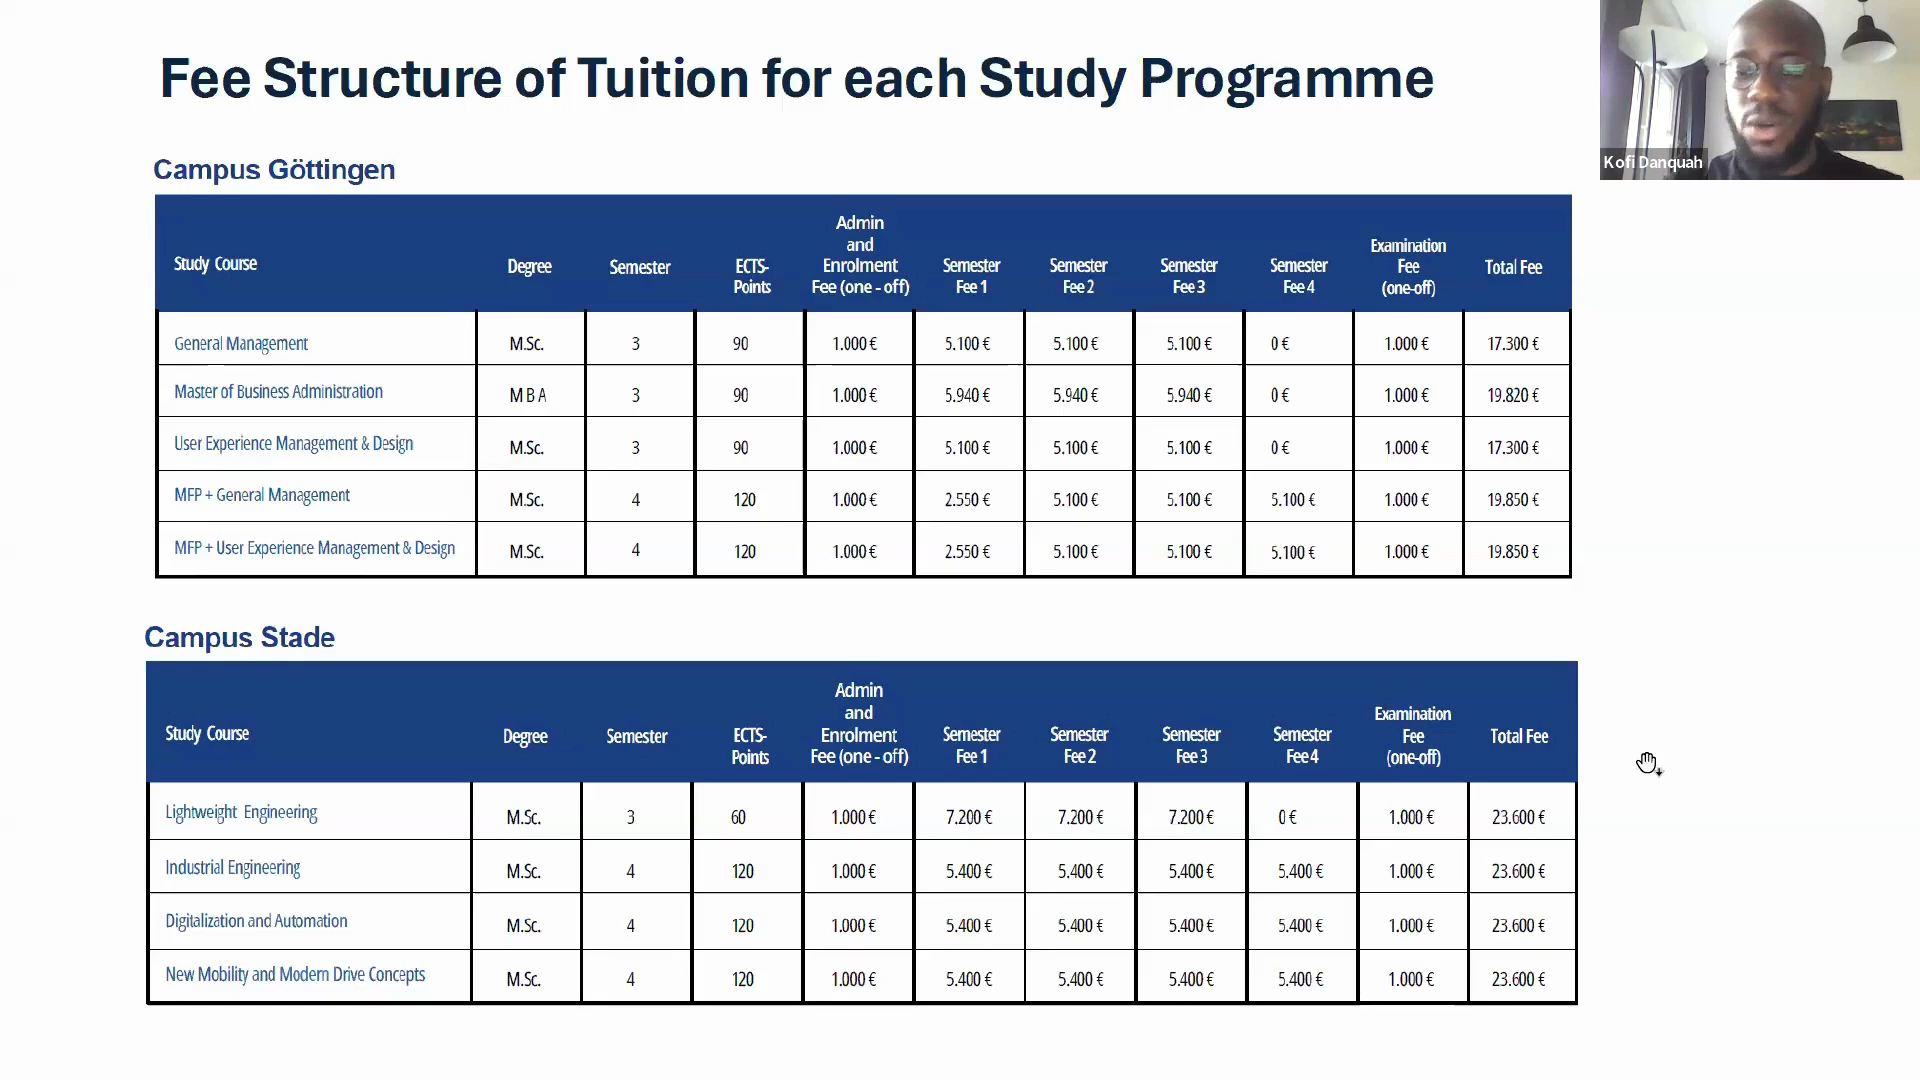 Fee Structure of Tuition for each Study Programme
Kofi Danquah
Campus Göttingen
Study Course Degree Semester ECTS-Points Admin and Enrolment Fee (one - off) Semester Fee 1 Semester Fee 2 Semester Fee 3 Semester Fee 4 Examination Fee (one-off) Total Fee
General Management M.Sc. 3 90 1.000 € 5.100 € 5.100 € 5.100 € 0 € 1.000 € 17.300 €
Master of Business Administration M B A 3 90 1.000 € 5.940 € 5.940 € 5.940 € 0 € 1.000 € 19.820 €
User Experience Management & Design M.Sc. 3 90 1.000 € 5.100 € 5.100 € 5.100 € 0 € 1.000 € 17.300 €
MFP + General Management M.Sc. 4 120 1.000 € 2.550 € 5.100 € 5.100 € 5.100 € 1.000 € 19.850 €
MFP + User Experience Management & Design M.Sc. 4 120 1.000 € 2.550 € 5.100 € 5.100 € 5.100 € 1.000 € 19.850 €
Campus Stade
Study Course Degree Semester ECTS-Points Admin and Enrolment Fee (one - off) Semester Fee 1 Semester Fee 2 Semester Fee 3 Semester Fee 4 Examination Fee (one-off) Total Fee
Lightweight Engineering M.Sc. 3 60 1.000 € 7.200 € 7.200 € 7.200 € 0 € 1.000 € 23.600 €
Industrial Engineering M.Sc. 4 120 1.000 € 5.400 € 5.400 € 5.400 € 5.400 € 1.000 € 23.600 €
Digitalization and Automation M.Sc. 4 120 1.000 € 5.400 € 5.400 € 5.400 € 5.400 € 1.000 € 23.600 €
New Mobility and Modern Drive Concepts M.Sc. 4 120 1.000 € 5.400 € 5.400 € 5.400 € 5.400 € 1.000 € 23.600 €